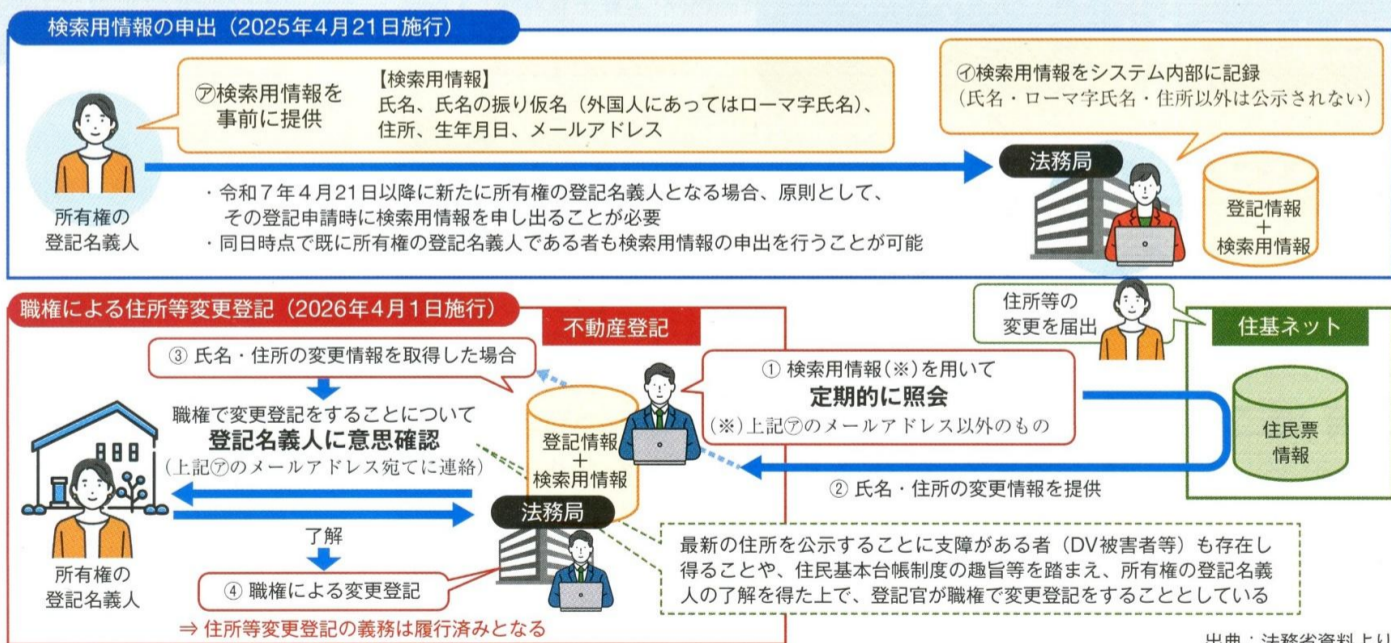 検索用情報の申出（2025年4月21日施行）
㋐検索用情報を
事前に提供
【検索用情報】
氏名、氏名の振り仮名（外国人にあってはローマ字氏名）、
住所、生年月日、メールアドレス
㋑検索用情報をシステム内部に記録
（氏名・ローマ字氏名・住所以外は公示されない）
法務局
所有権の
登記名義人
・令和７年４月21日以降に新たに所有権の登記名義人となる場合、原則として、
その登記申請時に検索用情報を申し出ることが必要
・同日時点で既に所有権の登記名義人である者も検索用情報の申出を行うことが可能
登記情報
＋
検索用情報
職権による住所等変更登記（2026年4月1日施行）
不動産登記
住所等の
変更を届出
住基ネット
③ 氏名・住所の変更情報を取得した場合
① 検索用情報（※）を用いて
定期的に照会
（※）上記㋐のメールアドレス以外のもの
職権で変更登記をすることについて
登記名義人に意思確認
（上記㋐のメールアドレス宛てに連絡）
登記情報
＋
検索用情報
住民票
情報
② 氏名・住所の変更情報を提供
法務局
了解
所有権の
登記名義人
④ 職権による変更登記
最新の住所を公示することに支障がある者（DV被害者等）も存在し
得ることや、住民基本台帳制度の趣旨等を踏まえ、所有権の登記名義
人の了解を得た上で、登記官が職権で変更登記をすることとしている
⇒ 住所等変更登記の義務は履行済みとなる
出典：法務省資料より